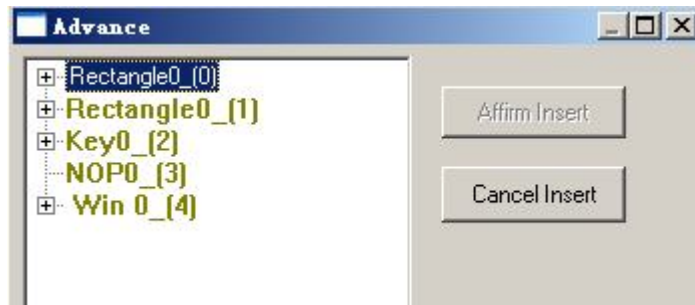 Advance
Rectangle0_(0)
Rectangle0_(1)
Key0_(2)
NOP0_(3)
Win 0_(4)
Affirm Insert
Cancel Insert